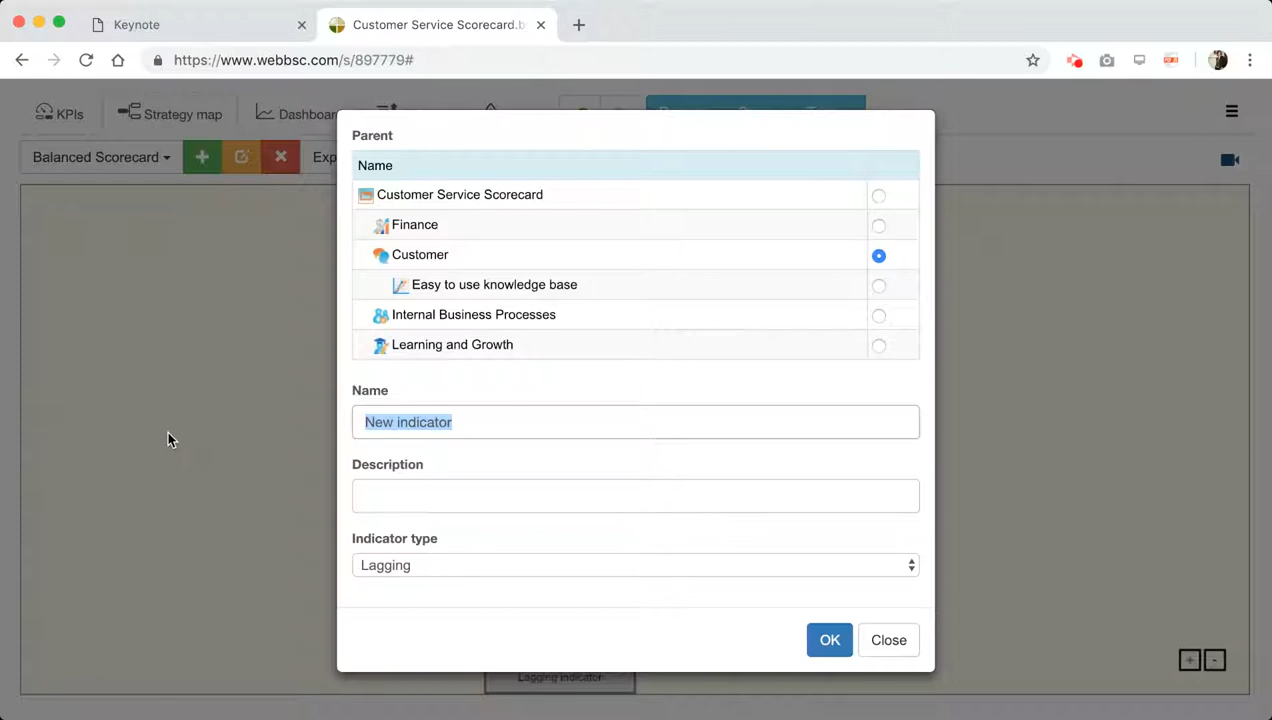 Keynote
Customer Service Scorecard.b
https://www.webbsc.com/s/897779#
KPIs
Strategy map
Balanced Scorecard
Parent
Name
Customer Service Scorecard
Finance
Customer
Easy to use knowledge base
Internal Business Processes
Learning and Growth
Name
New indicator
Description
Indicator type
Lagging
OK
Close
Lagging indicator
+
-